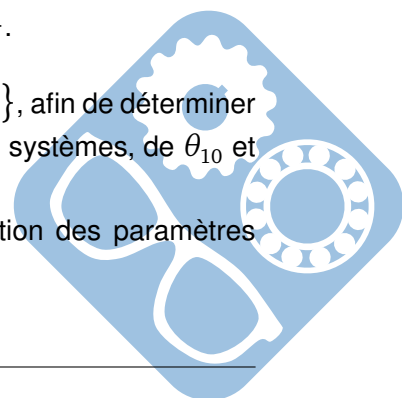 }, afin de déterminer
systèmes, de θ₁₀ et
tion des paramètres